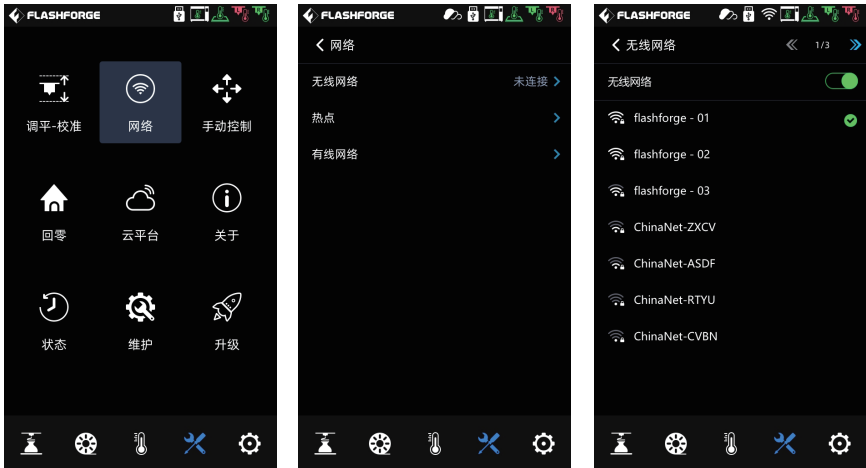 FLASHFORGE
调平-校准 网络 手动控制
回零 云平台 关于
状态 维护 升级
FLASHFORGE
网络
无线网络 未连接
热点
有线网络
FLASHFORGE
无线网络 1/3
无线网络
flashforge - 01
flashforge - 02
flashforge - 03
ChinaNet-ZXCV
ChinaNet-ASDF
ChinaNet-RTYU
ChinaNet-CVBN